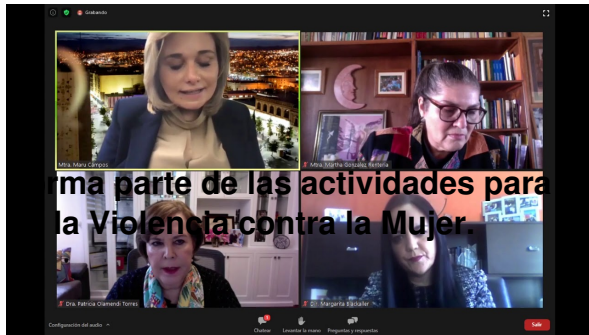 Grabando
Mtra. Maru Campos
Mtra. Martha González Rentería
rma parte de las actividades para
la Violencia contra la Mujer.
Dra. Patricia Olamendi Torres
Margarita Blackaller
Configuración del audio
Chatear
Levantar la mano
Preguntas y respuestas
Salir